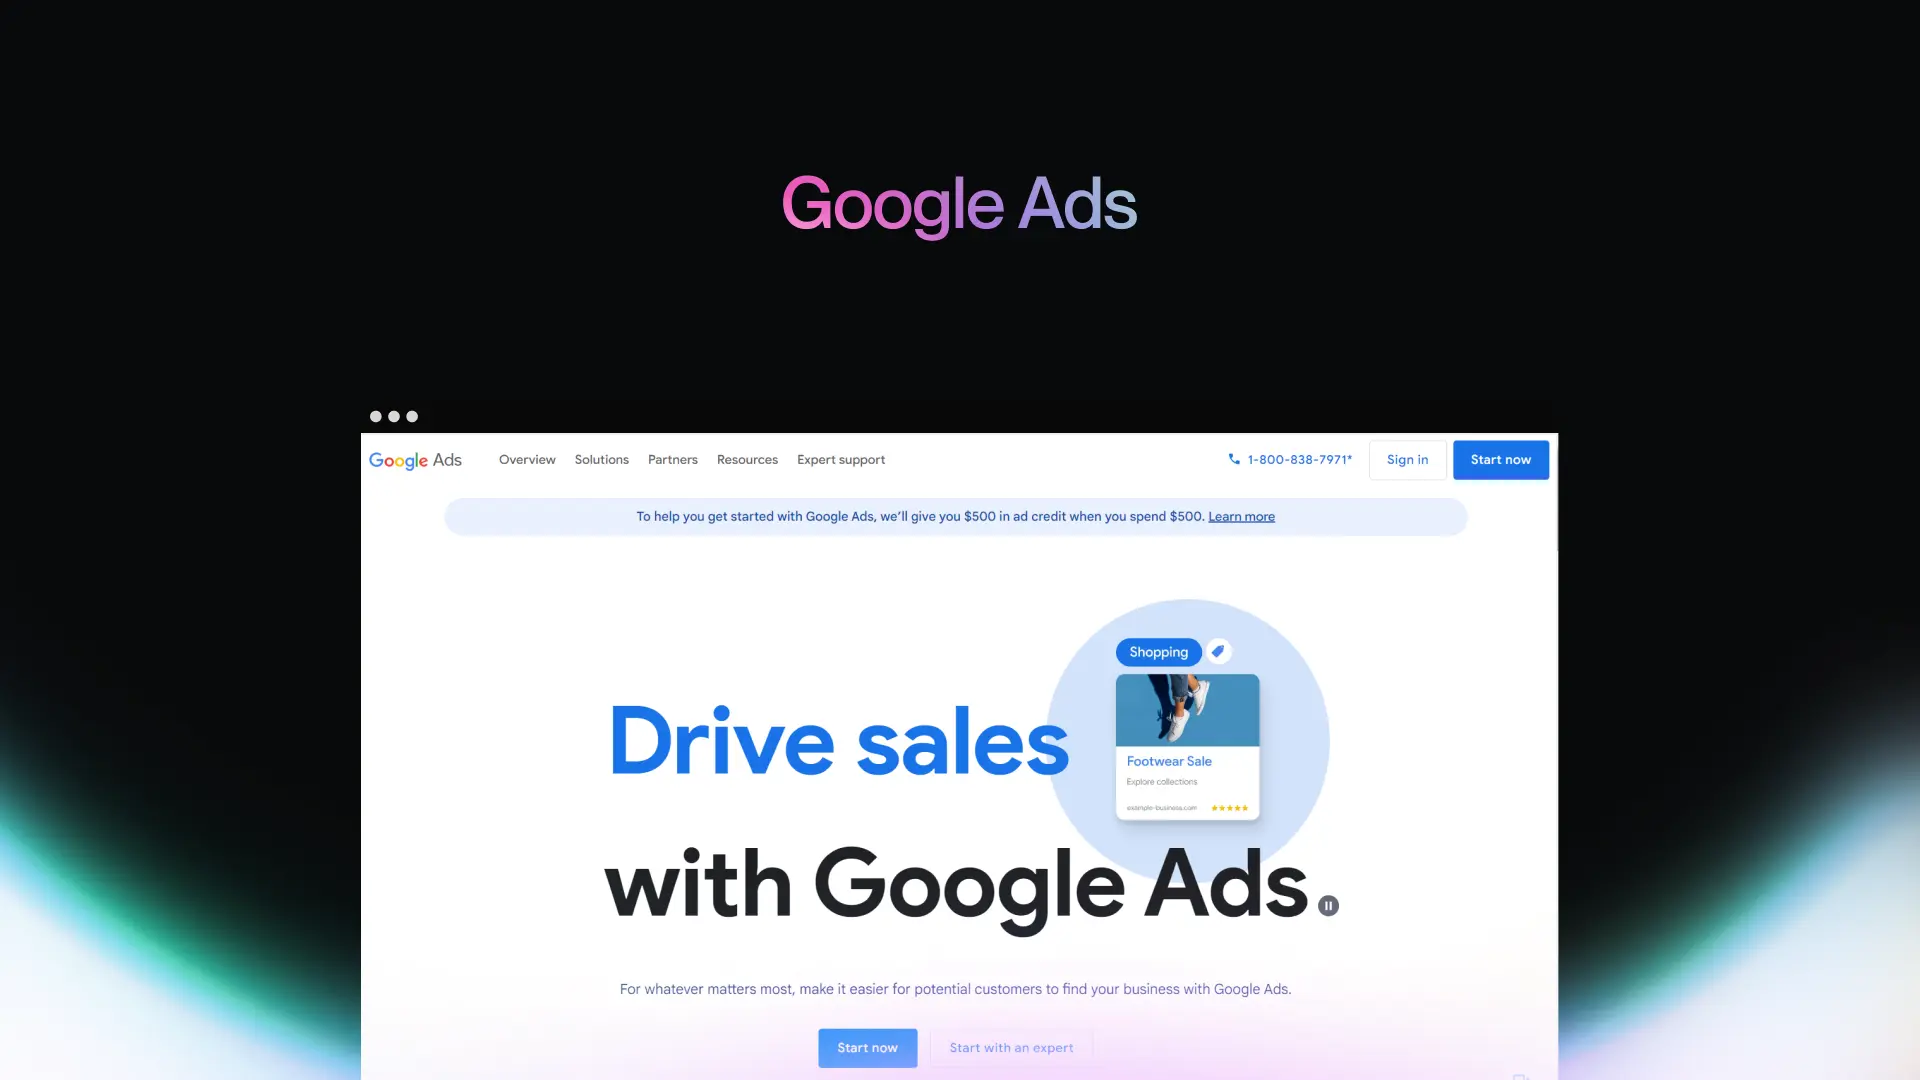 Google Ads
Google Ads
Overview
Solutions
Partners
Resources
Expert support
1-800-838-7971*
Sign in
Start now
To help you get started with Google Ads, we’ll give you $500 in ad credit when you spend $500. Learn more
Shopping
Drive sales
Footwear Sale
Explore collections
example-business.com
with Google Ads.
For whatever matters most, make it easier for potential customers to find your business with Google Ads.
Start now
Start with an expert